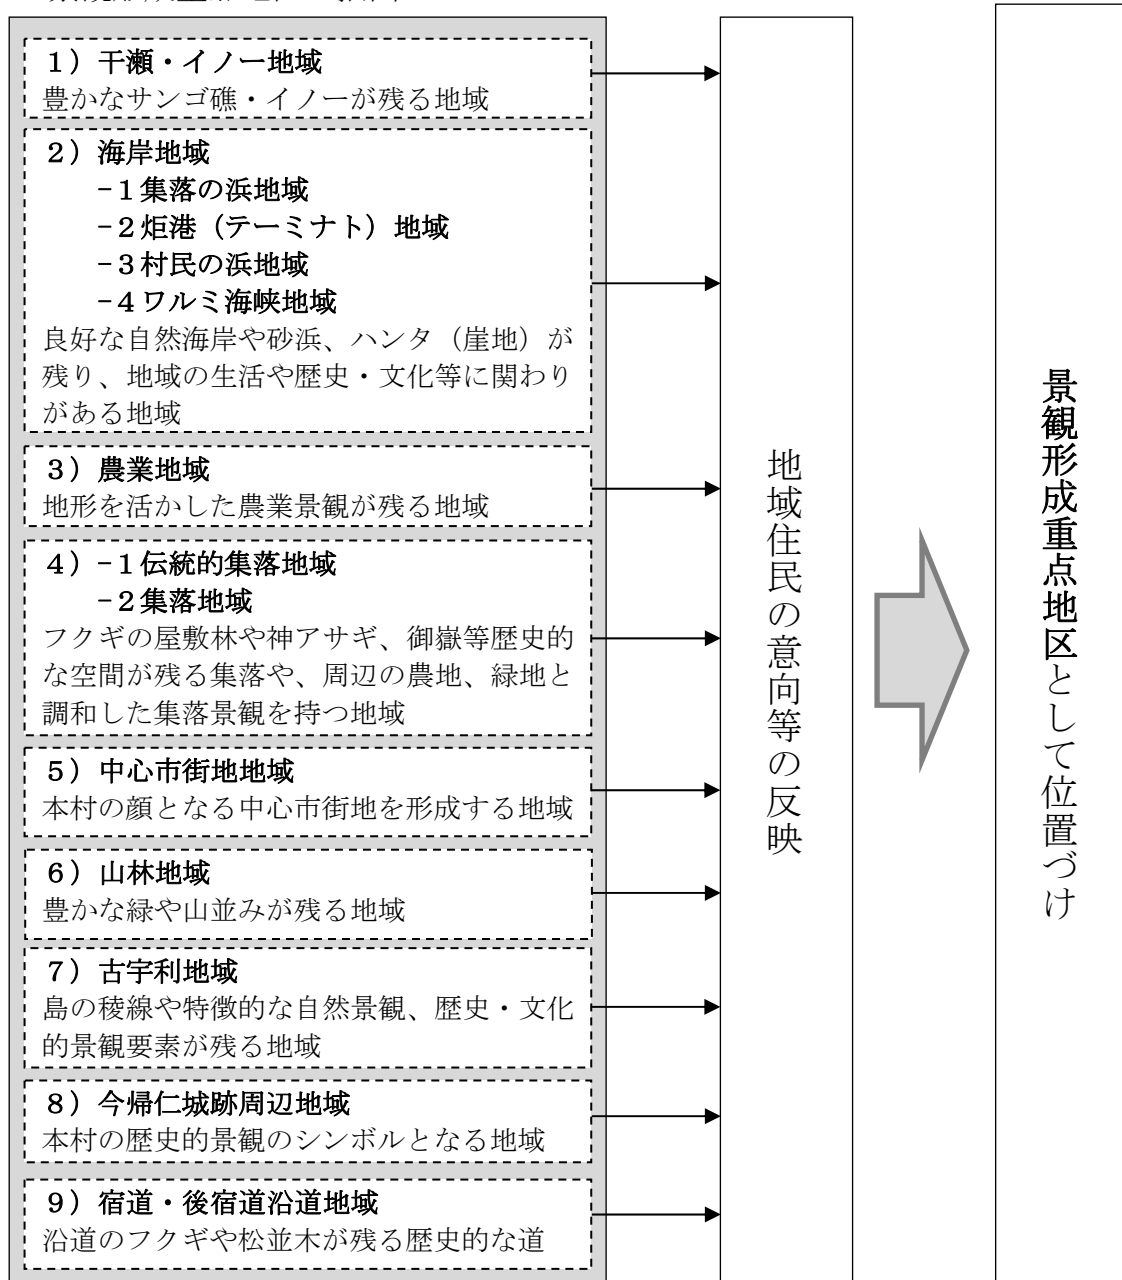 １）干瀬・イノー地域
豊かなサンゴ礁・イノーが残る地域
２）海岸地域
-１集落の浜地域
-２炬港（テーミナト）地域
-３村民の浜地域
-４ワルミ海峡地域
良好な自然海岸や砂浜、ハンタ（崖地）が
残り、地域の生活や歴史・文化等に関わり
がある地域
３）農業地域
地形を活かした農業景観が残る地域
４）-１伝統的集落地域
-２集落地域
フクギの屋敷林や神アサギ、御嶽等歴史的
な空間が残る集落や、周辺の農地、緑地と
調和した集落景観を持つ地域
５）中心市街地地域
本村の顔となる中心市街地を形成する地域
６）山林地域
豊かな緑や山並みが残る地域
７）古宇利地域
島の稜線や特徴的な自然景観、歴史・文化
的景観要素が残る地域
８）今帰仁城跡周辺地域
本村の歴史的景観のシンボルとなる地域
９）宿道・後宿道沿道地域
沿道のフクギや松並木が残る歴史的な道
地域住民の意向等の反映
景観形成重点地区として位置づけ